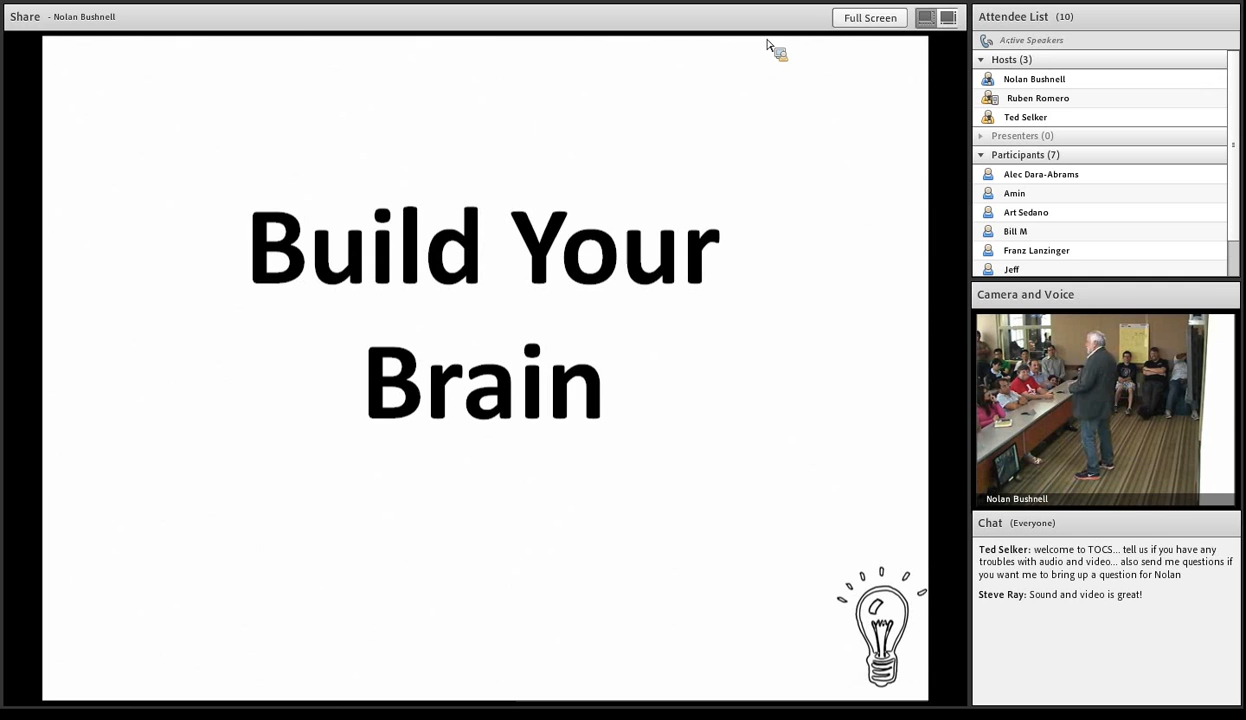 Share - Nolan Bushnell
Full Screen
Build Your
Brain
Attendee List (10)
Active Speakers
Hosts (3)
Nolan Bushnell
Ruben Romero
Ted Selker
Presenters (0)
Participants (7)
Alec Dara-Abrams
Amin
Art Sedano
Bill M
Franz Lanzinger
Jeff
Camera and Voice
Nolan Bushnell
Chat (Everyone)
Ted Selker: welcome to TOCS... tell us if you have any
troubles with audio and video... also send me questions if
you want me to bring up a question for Nolan
Steve Ray: Sound and video is great!